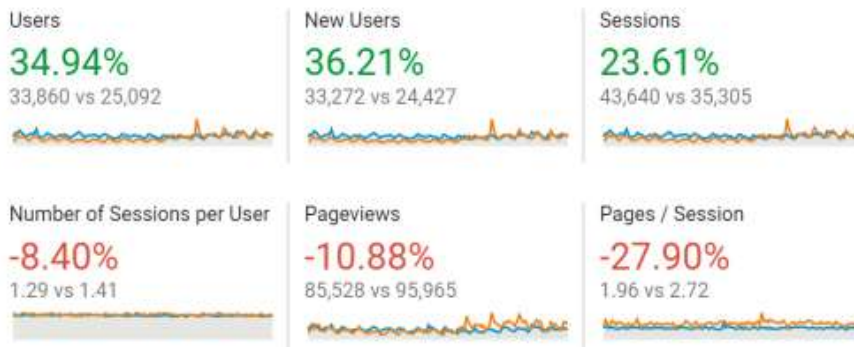 Users
34.94%
33,860 vs 25,092
New Users
36.21%
33,272 vs 24,427
Sessions
23.61%
43,640 vs 35,305
Number of Sessions per User
-8.40%
1.29 vs 1.41
Pageviews
-10.88%
85,528 vs 95,965
Pages / Session
-27.90%
1.96 vs 2.72